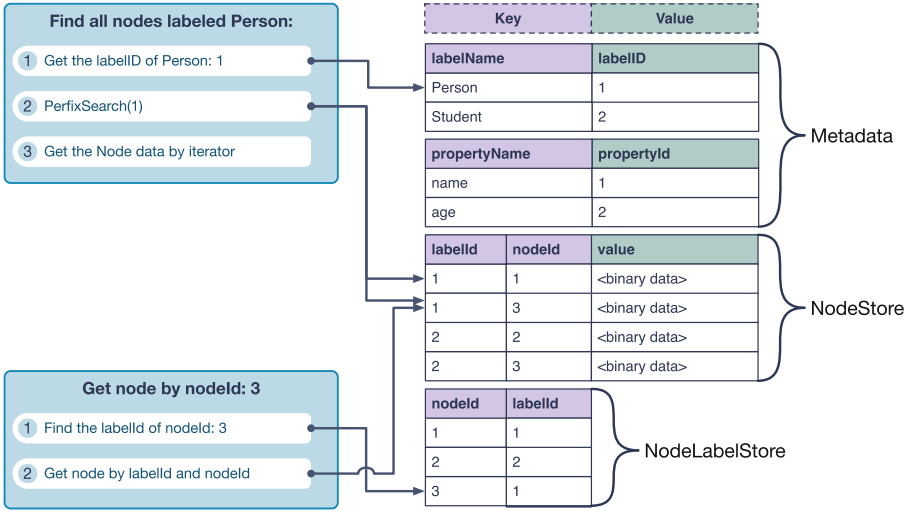 Find all nodes labeled Person:
1 Get the labelID of Person: 1
2 PerfixSearch(1)
3 Get the Node data by iterator
Get node by nodeId: 3
1 Find the labelId of nodeId: 3
2 Get node by labelId and nodeId
Key Value
labelName labelID
Person 1
Student 2
propertyName propertyId
name 1
age 2
Metadata
labelId nodeId value
1 1 <binary data>
1 3 <binary data>
2 2 <binary data>
2 3 <binary data>
NodeStore
nodeId labelId
1 1
2 2
3 1
NodeLabelStore